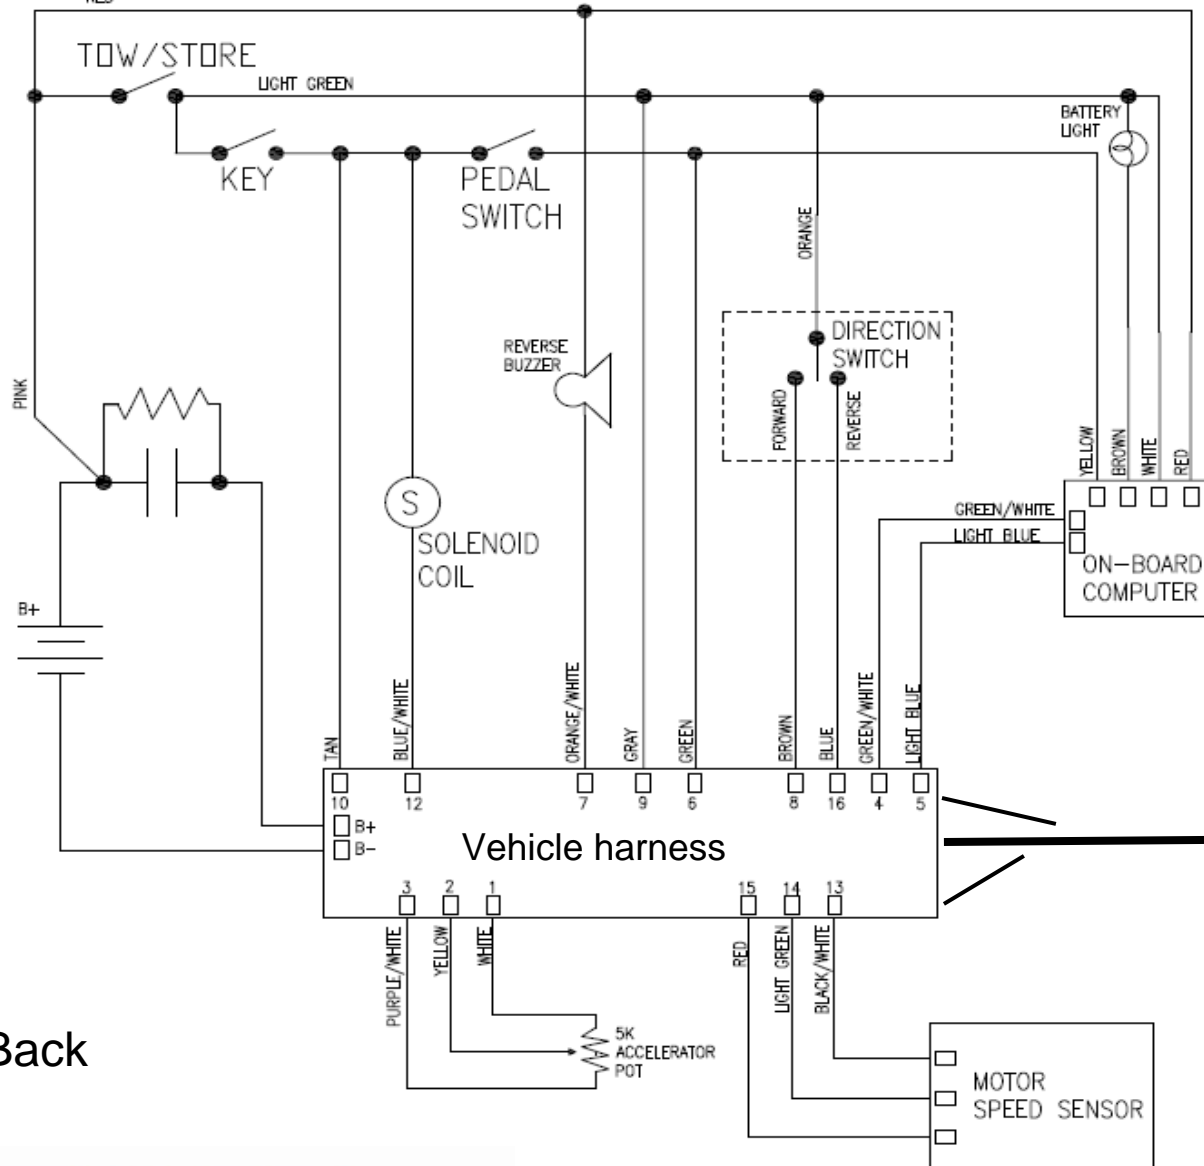 RED
TOW/STORE
LIGHT GREEN
BATTERY
LIGHT
KEY
PEDAL
SWITCH
ORANGE
DIRECTION
SWITCH
REVERSE
BUZZER
PINK
FORWARD
REVERSE
YELLOW
BROWN
WHITE
RED
S
GREEN/WHITE
LIGHT BLUE
SOLENOID
COIL
ON-BOARD
COMPUTER
B+
TAN
BLUE/WHITE
ORANGE/WHITE
GRAY
GREEN
BROWN
BLUE
GREEN/WHITE
LIGHT BLUE
10
12
7
9
6
8
16
4
5
B+
B-
Vehicle harness
3
2
1
15
14
13
PURPLE/WHITE
YELLOW
WHITE
RED
LIGHT GREEN
BLACK/WHITE
5K
ACCELERATOR
POT
Back
MOTOR
SPEED SENSOR